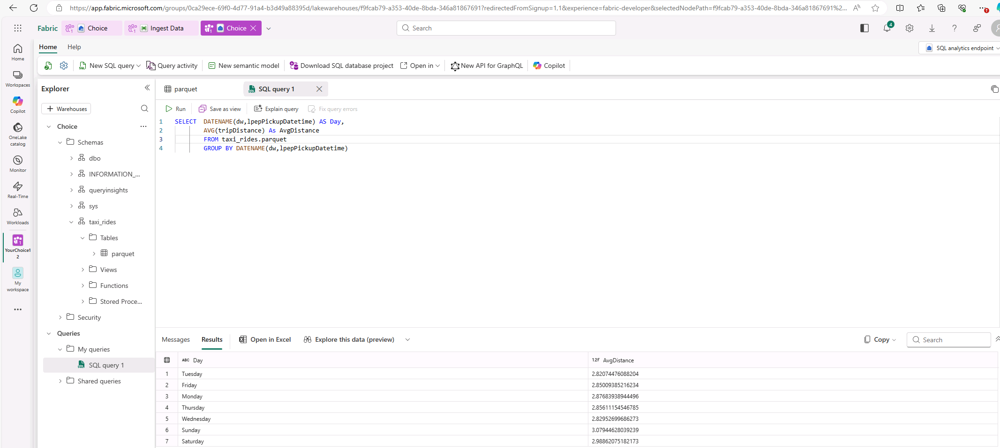 https://app.fabric.microsoft.com/groups/0ca29ece-69f0-4d77-91a4-b3d49a88395d/lakewarehouses/f9fcab79-a353-40de-8bda-346a81867691?redirectedFromSignup=1,1&experience=fabric-developer&selectedNodePath=f9fcab79-a353-40de-8bda-346a81867691%2...
Fabric
1 Choice
1 Ingest Data
1 Choice
Search
4
Home
Help
SQL analytics endpoint
New SQL query
Query activity
New semantic model
Download SQL database project
Open in
New API for GraphQL
Copilot
Home
Workspaces
Copilot
OneLake
catalog
Monitor
Real-Time
Workloads
YourChoice1
2
My
workspace
Explorer
Warehouses
Choice
Schemas
dbo
INFORMATION_...
queryinsights
sys
taxi_rides
Tables
parquet
Views
Functions
Stored Proce...
Security
Queries
My queries
SQL query 1
Shared queries
parquet
SQL query 1
Run
Save as view
Explain query
Fix query errors
1 SELECT DATENAME(dw,lpepPickupDatetime) AS Day,
2 AVG(tripDistance) As AvgDistance
3 FROM taxi_rides.parquet
4 GROUP BY DATENAME(dw,lpepPickupDatetime)
Messages
Results
Open in Excel
Explore this data (preview)
Copy
Search
ABC Day 1.2F AvgDistance
1 Tuesday 2.82074476088204
2 Friday 2.85009385216234
3 Monday 2.87683938944496
4 Thursday 2.85611154546785
5 Wednesday 2.82952699686273
6 Sunday 3.07944628039239
7 Saturday 2.98862075182173